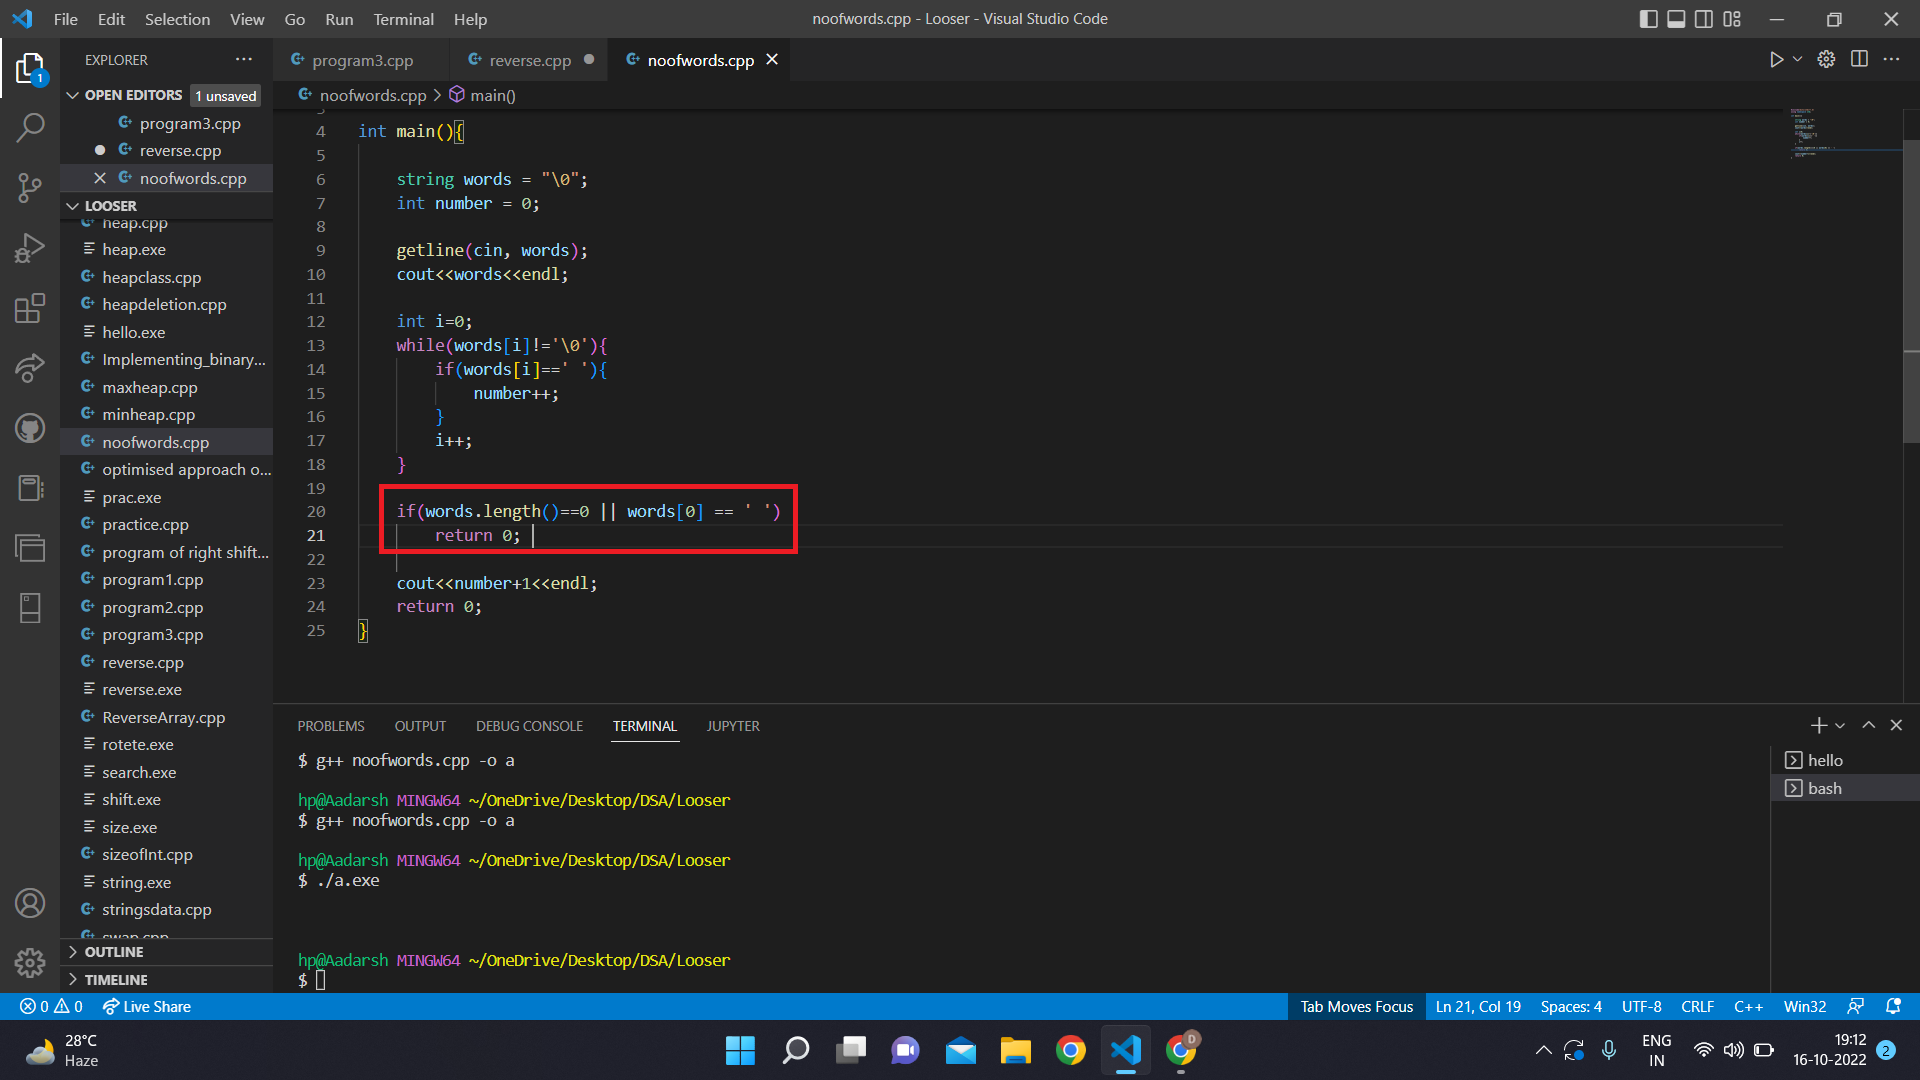 File Edit Selection View Go Run Terminal Help
noofwords.cpp - Looser - Visual Studio Code
EXPLORER
OPEN EDITORS 1 unsaved
program3.cpp
reverse.cpp
noofwords.cpp
LOOSER
heap.cpp
heap.exe
heapclass.cpp
heapdeletion.cpp
hello.exe
Implementing_binary...
maxheap.cpp
minheap.cpp
noofwords.cpp
optimised approach o...
prac.exe
practice.cpp
program of right shift...
program1.cpp
program2.cpp
program3.cpp
reverse.cpp
reverse.exe
ReverseArray.cpp
rotete.exe
search.exe
shift.exe
size.exe
sizeofInt.cpp
string.exe
stringsdata.cpp
swap.cpp
OUTLINE
TIMELINE
program3.cpp reverse.cpp noofwords.cpp
noofwords.cpp > main()
3
4 int main(){
5
6 string words = "\0";
7 int number = 0;
8
9 getline(cin, words);
10 cout<<words<<endl;
11
12 int i=0;
13 while(words[i]!='\0'){
14 if(words[i]==' '){
15 number++;
16 }
17 i++;
18 }
19
20 if(words.length()==0 || words[0] == ' ')
21 return 0;
22
23 cout<<number+1<<endl;
24 return 0;
25 }
PROBLEMS OUTPUT DEBUG CONSOLE TERMINAL JUPYTER
$ g++ noofwords.cpp -o a
hp@Aadarsh MINGW64 ~/OneDrive/Desktop/DSA/Looser
$ g++ noofwords.cpp -o a
hp@Aadarsh MINGW64 ~/OneDrive/Desktop/DSA/Looser
$ ./a.exe
hp@Aadarsh MINGW64 ~/OneDrive/Desktop/DSA/Looser
$
hello
bash
0 0 Live Share
Tab Moves Focus Ln 21, Col 19 Spaces: 4 UTF-8 CRLF C++ Win32
28°C
Haze
D
ENG
IN
19:12
16-10-2022
2
1